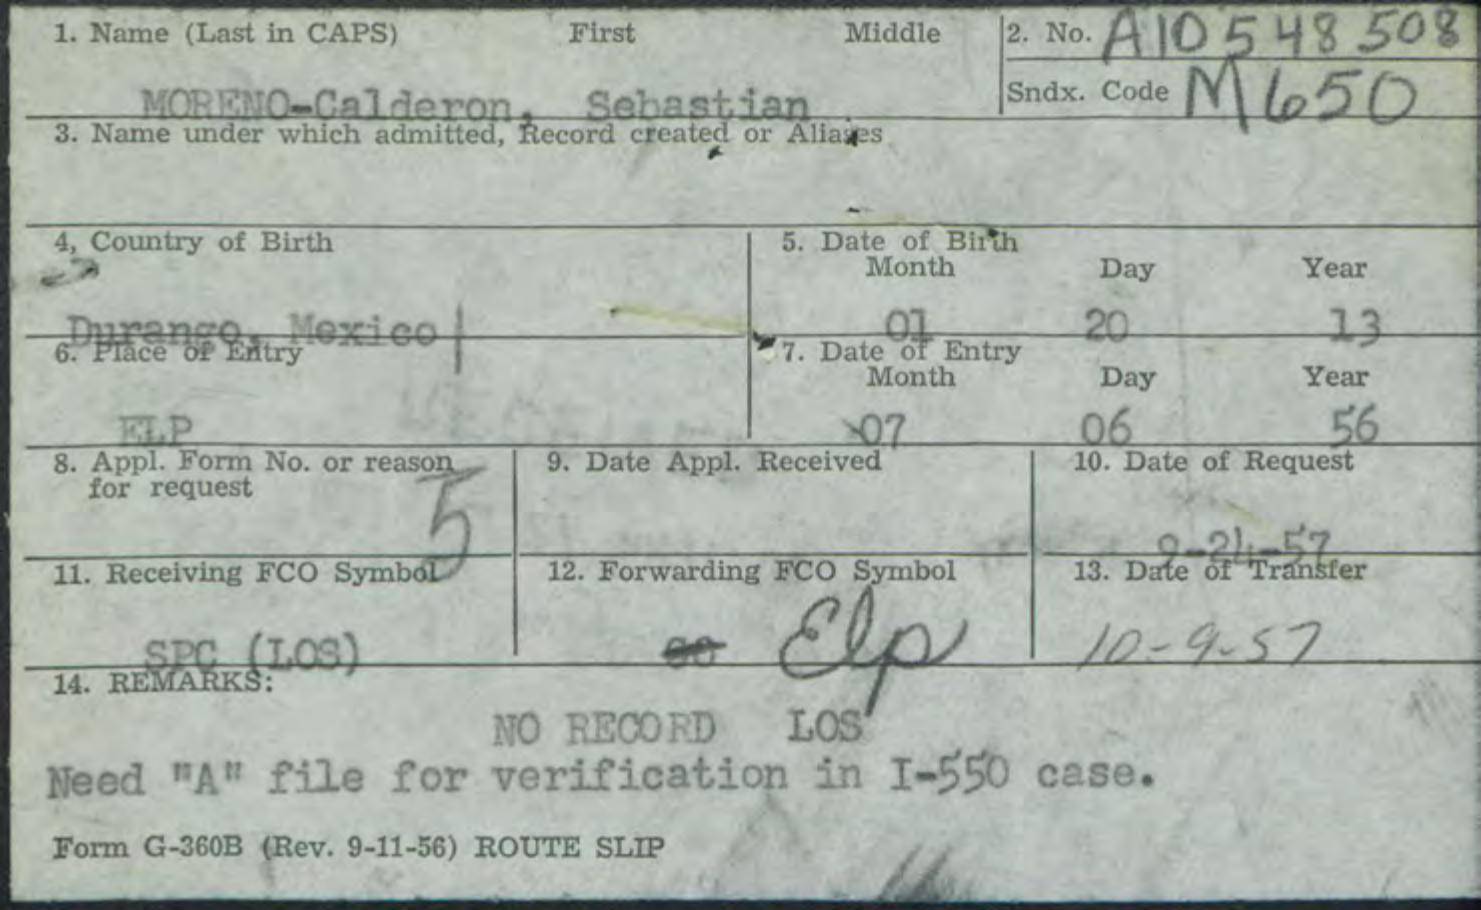 1. Name (Last in CAPS) First Middle 2. No. A10 548 508
MORENO-Calderon, Sebastian Sndx. Code M650
3. Name under which admitted, Record created or Aliases
4, Country of Birth 5. Date of Birth
Month Day Year
Durango, Mexico 01 20 13
6. Place of Entry 7. Date of Entry
Month Day Year
ELP 07 06 56
8. Appl. Form No. or reason 9. Date Appl. Received 10. Date of Request
for request
5 9-24-57
11. Receiving FCO Symbol 12. Forwarding FCO Symbol 13. Date of Transfer
SPC (LOS) Elp 10-9-57
14. REMARKS:
NO RECORD LOS
Need "A" file for verification in I-550 case.
Form G-360B (Rev. 9-11-56) ROUTE SLIP